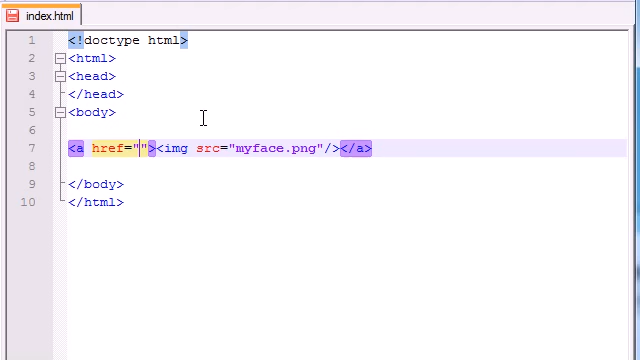 index.html
1 <!doctype html>
2 <html>
3 <head>
4 </head>
5 <body>
6
7 <a href=""><img src="myface.png"/></a>
8
9 </body>
10 </html>